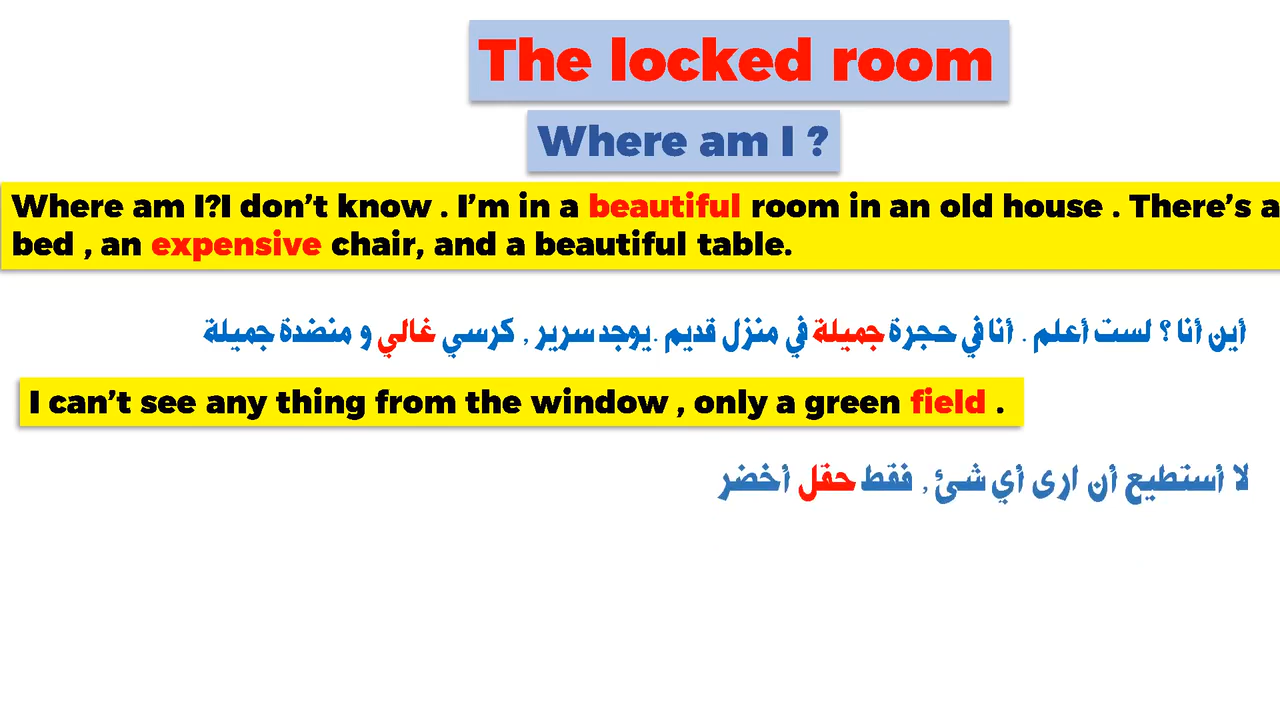 The locked room
Where am I ?
Where am I?I don't know . I'm in a beautiful room in an old house . There's a
bed , an expensive chair, and a beautiful table.
أين أنا ؟ لست أعلم . أنا في حجرة جميلة في منزل قديم .يوجد سرير , كرسي غالي و منضدة جميلة
I can't see any thing from the window , only a green field .
لا أستطيع أن ارى أي شئ , فقط حقل أخضر